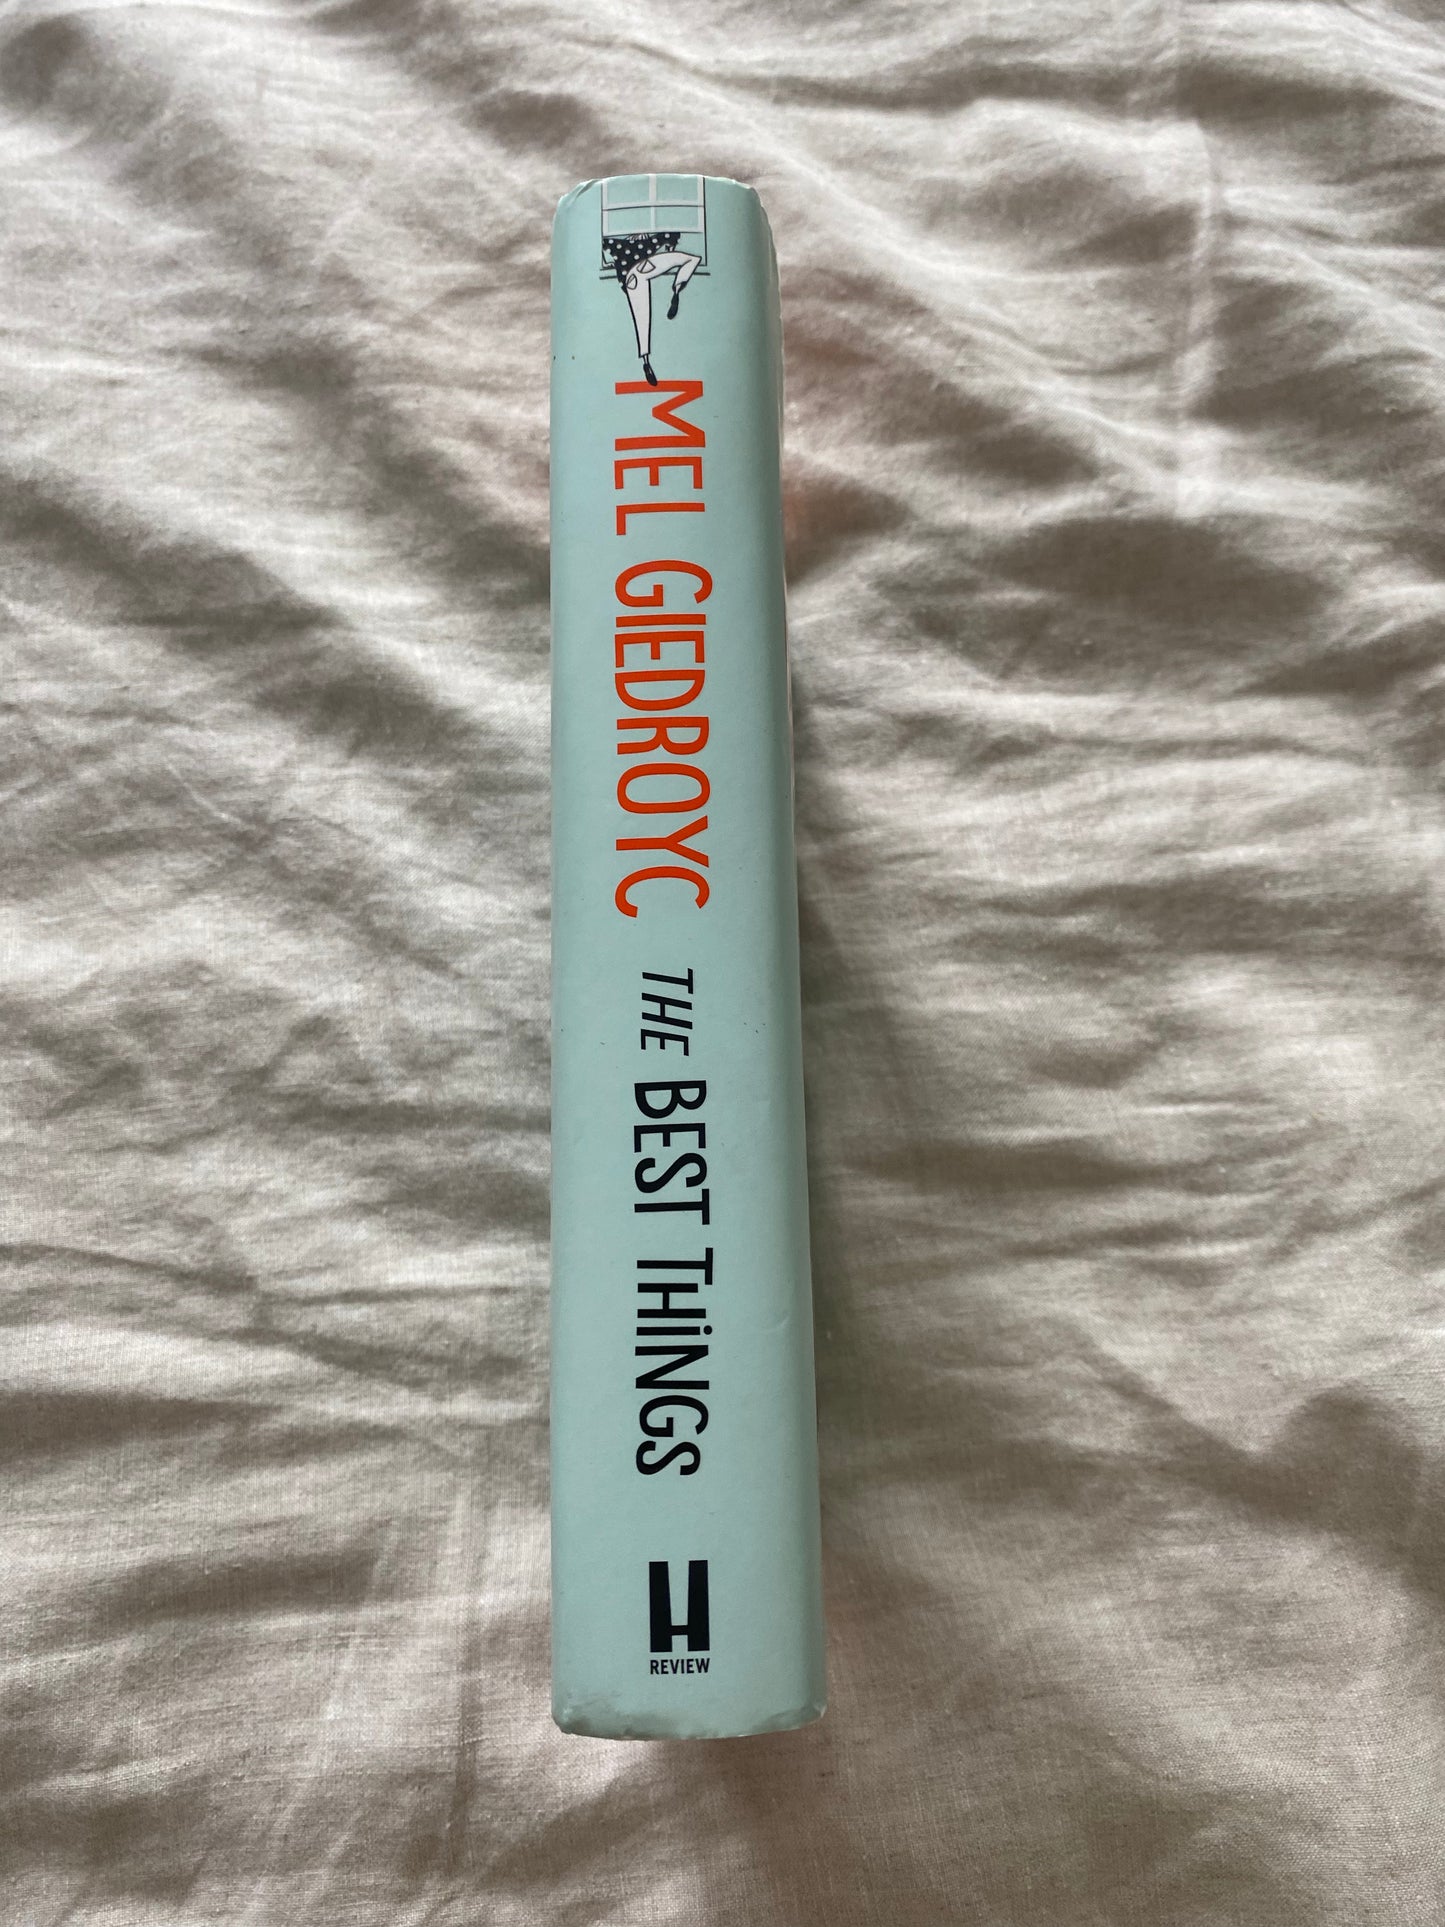 MEL GIEDROYC
THE BEST THiNGS
H
REVIEW